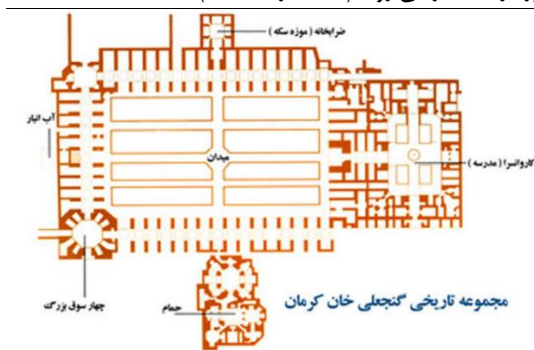 ضرابخانه ( موزه سکه )
آب انبار
میدان
کاروانسرا ( مدرسه )
چهار سوق بزرگ
حمام
مجموعه تاریخی گنجعلی خان کرمان